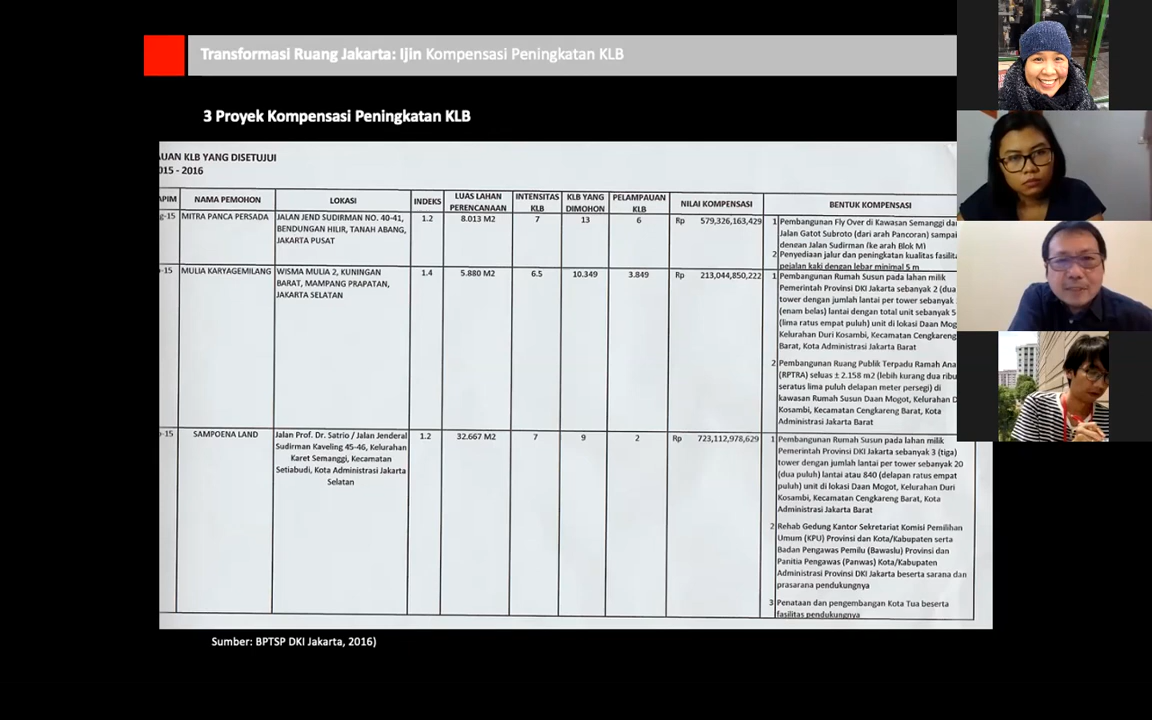 Transformasi Ruang Jakarta: Ijin Kompensasi Peningkatan KLB
3 Proyek Kompensasi Peningkatan KLB
UAN KLB YANG DISETUJUI
015 - 2016
APIM
NAMA PEMOHON
LOKASI
INDEKS
LUAS LAHAN
PERENCANAAN
INTENSITAS
KLB
KLB YANG
DIMOHON
PELAMPAUAN
KLB
NILAI KOMPENSASI
BENTUK KOMPENSASI
-15
MITRA PANCA PERSADA
JALAN JEND SUDIRMAN NO. 40-41,
BENDUNGAN HILIR, TANAH ABANG,
JAKARTA PUSAT
1.2
8.013 M2
7
13
6
Rp 579,326,163,429
1 Pembangunan Fly Over di Kawasan Semanggi da
Jalan Gatot Subroto (dari arah Pancoran) sampai
dengan Jalan Sudirman (ke arah Blok M)
2 Penyediaan jalur dan peningkatan kualitas fasilita
pejalan kaki dengan lebar minimal 5 m
-15
MULIA KARYAGEMILANG
WISMA MULIA 2, KUNINGAN
BARAT, MAMPANG PRAPATAN,
JAKARTA SELATAN
1.4
5.880 M2
6.5
10.349
3.849
Rp 213,044,850,222
1 Pembangunan Rumah Susun pada lahan milik
Pemerintah Provinsi DKI Jakarta sebanyak 2 (dua
tower dengan jumlah lantai per tower sebanyak
(enam belas) lantai dengan total unit sebanyak 5
(lima ratus empat puluh) unit di lokasi Daan Mog
Kelurahan Duri Kosambi, Kecamatan Cengkareng
Barat, Kota Administrasi Jakarta Barat
2 Pembangunan Ruang Publik Terpadu Ramah Ana
(RPTRA) seluas ± 2.158 m2 (lebih kurang dua ribu
seratus lima puluh delapan meter persegi) di
kawasan Rumah Susun Daan Mogot, Kelurahan D
Kosambi, Kecamatan Cengkareng Barat, Kota
Administrasi Jakarta Barat
-15
SAMPOENA LAND
Jalan Prof. Dr. Satrio / Jalan Jenderal
Sudirman Kaveling 45-46, Kelurahan
Karet Semanggi, Kecamatan
Setiabudi, Kota Administrasi Jakarta
Selatan
1.2
32.667 M2
7
9
2
Rp 723,112,978,629
1 Pembangunan Rumah Susun pada lahan milik
Pemerintah Provinsi DKI Jakarta sebanyak 3 (tiga)
tower dengan jumlah lantai per tower sebanyak 20
(dua puluh) lantai atau 840 (delapan ratus empat
puluh) unit di lokasi Daan Mogot, Kelurahan Duri
Kosambi, Kecamatan Cengkareng Barat, Kota
Administrasi Jakarta Barat
2 Rehab Gedung Kantor Sekretariat Komisi Pemilihan
Umum (KPU) Provinsi dan Kota/Kabupaten serta
Badan Pengawas Pemilu (Bawaslu) Provinsi dan
Panitia Pengawas (Panwas) Kota/Kabupaten
Administrasi Provinsi DKI Jakarta beserta sarana dan
prasarana pendukungnya
3 Penataan dan pengembangan Kota Tua beserta
fasilitas pendukungnya
Sumber: BPTSP DKI Jakarta, 2016)